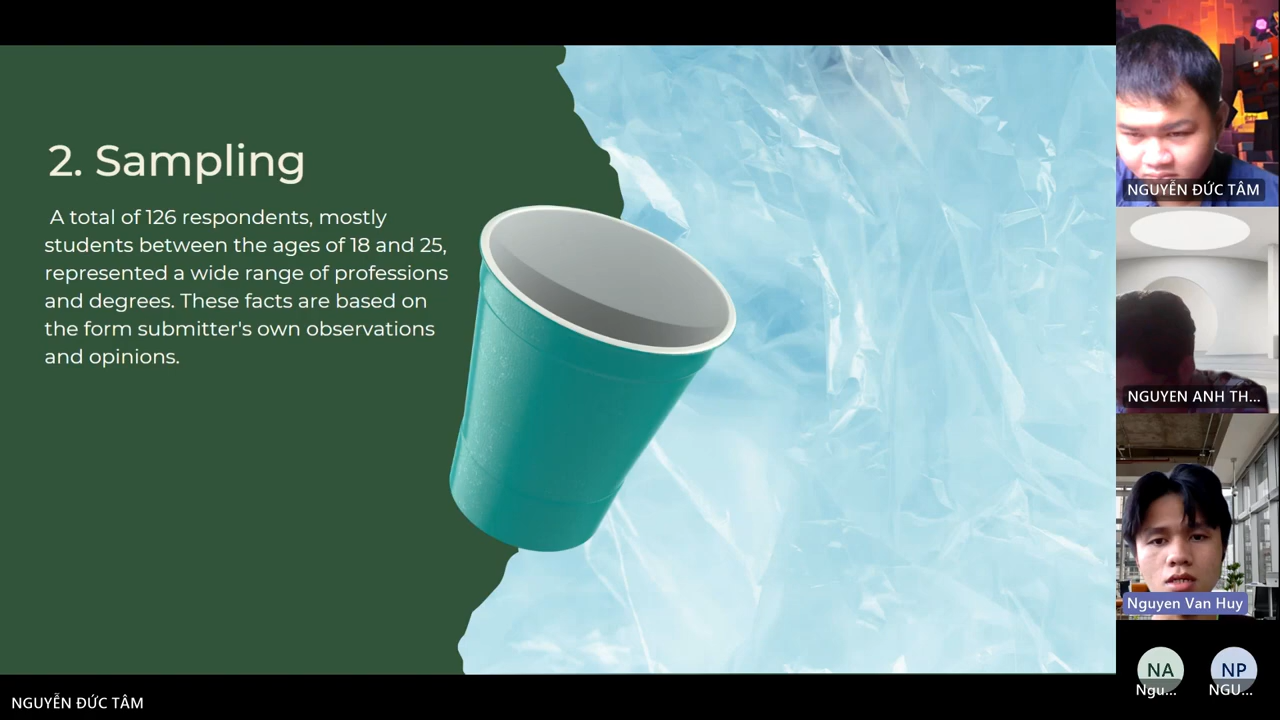 2. Sampling
A total of 126 respondents, mostly
students between the ages of 18 and 25,
represented a wide range of professions
and degrees. These facts are based on
the form submitter's own observations
and opinions.
NGUYỄN ĐỨC TÂM
NGUYEN ANH TH...
Nguyen Van Huy
NA
Ngu...
NP
NGU...
NGUYỄN ĐỨC TÂM